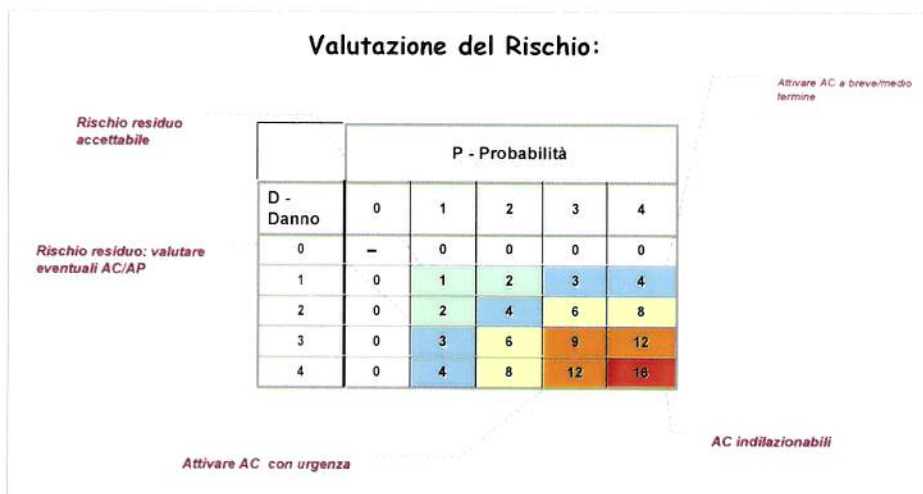 Valutazione del Rischio:
Attivare AC a breve/medio
termine
Rischio residuo
accettabile
P - Probabilità
D -
Danno
0 1 2 3 4
0 – 0 0 0 0
Rischio residuo: valutare
eventuali AC/AP
1 0 1 2 3 4
2 0 2 4 6 8
3 0 3 6 9 12
4 0 4 8 12 16
AC indilazionabili
Attivare AC con urgenza